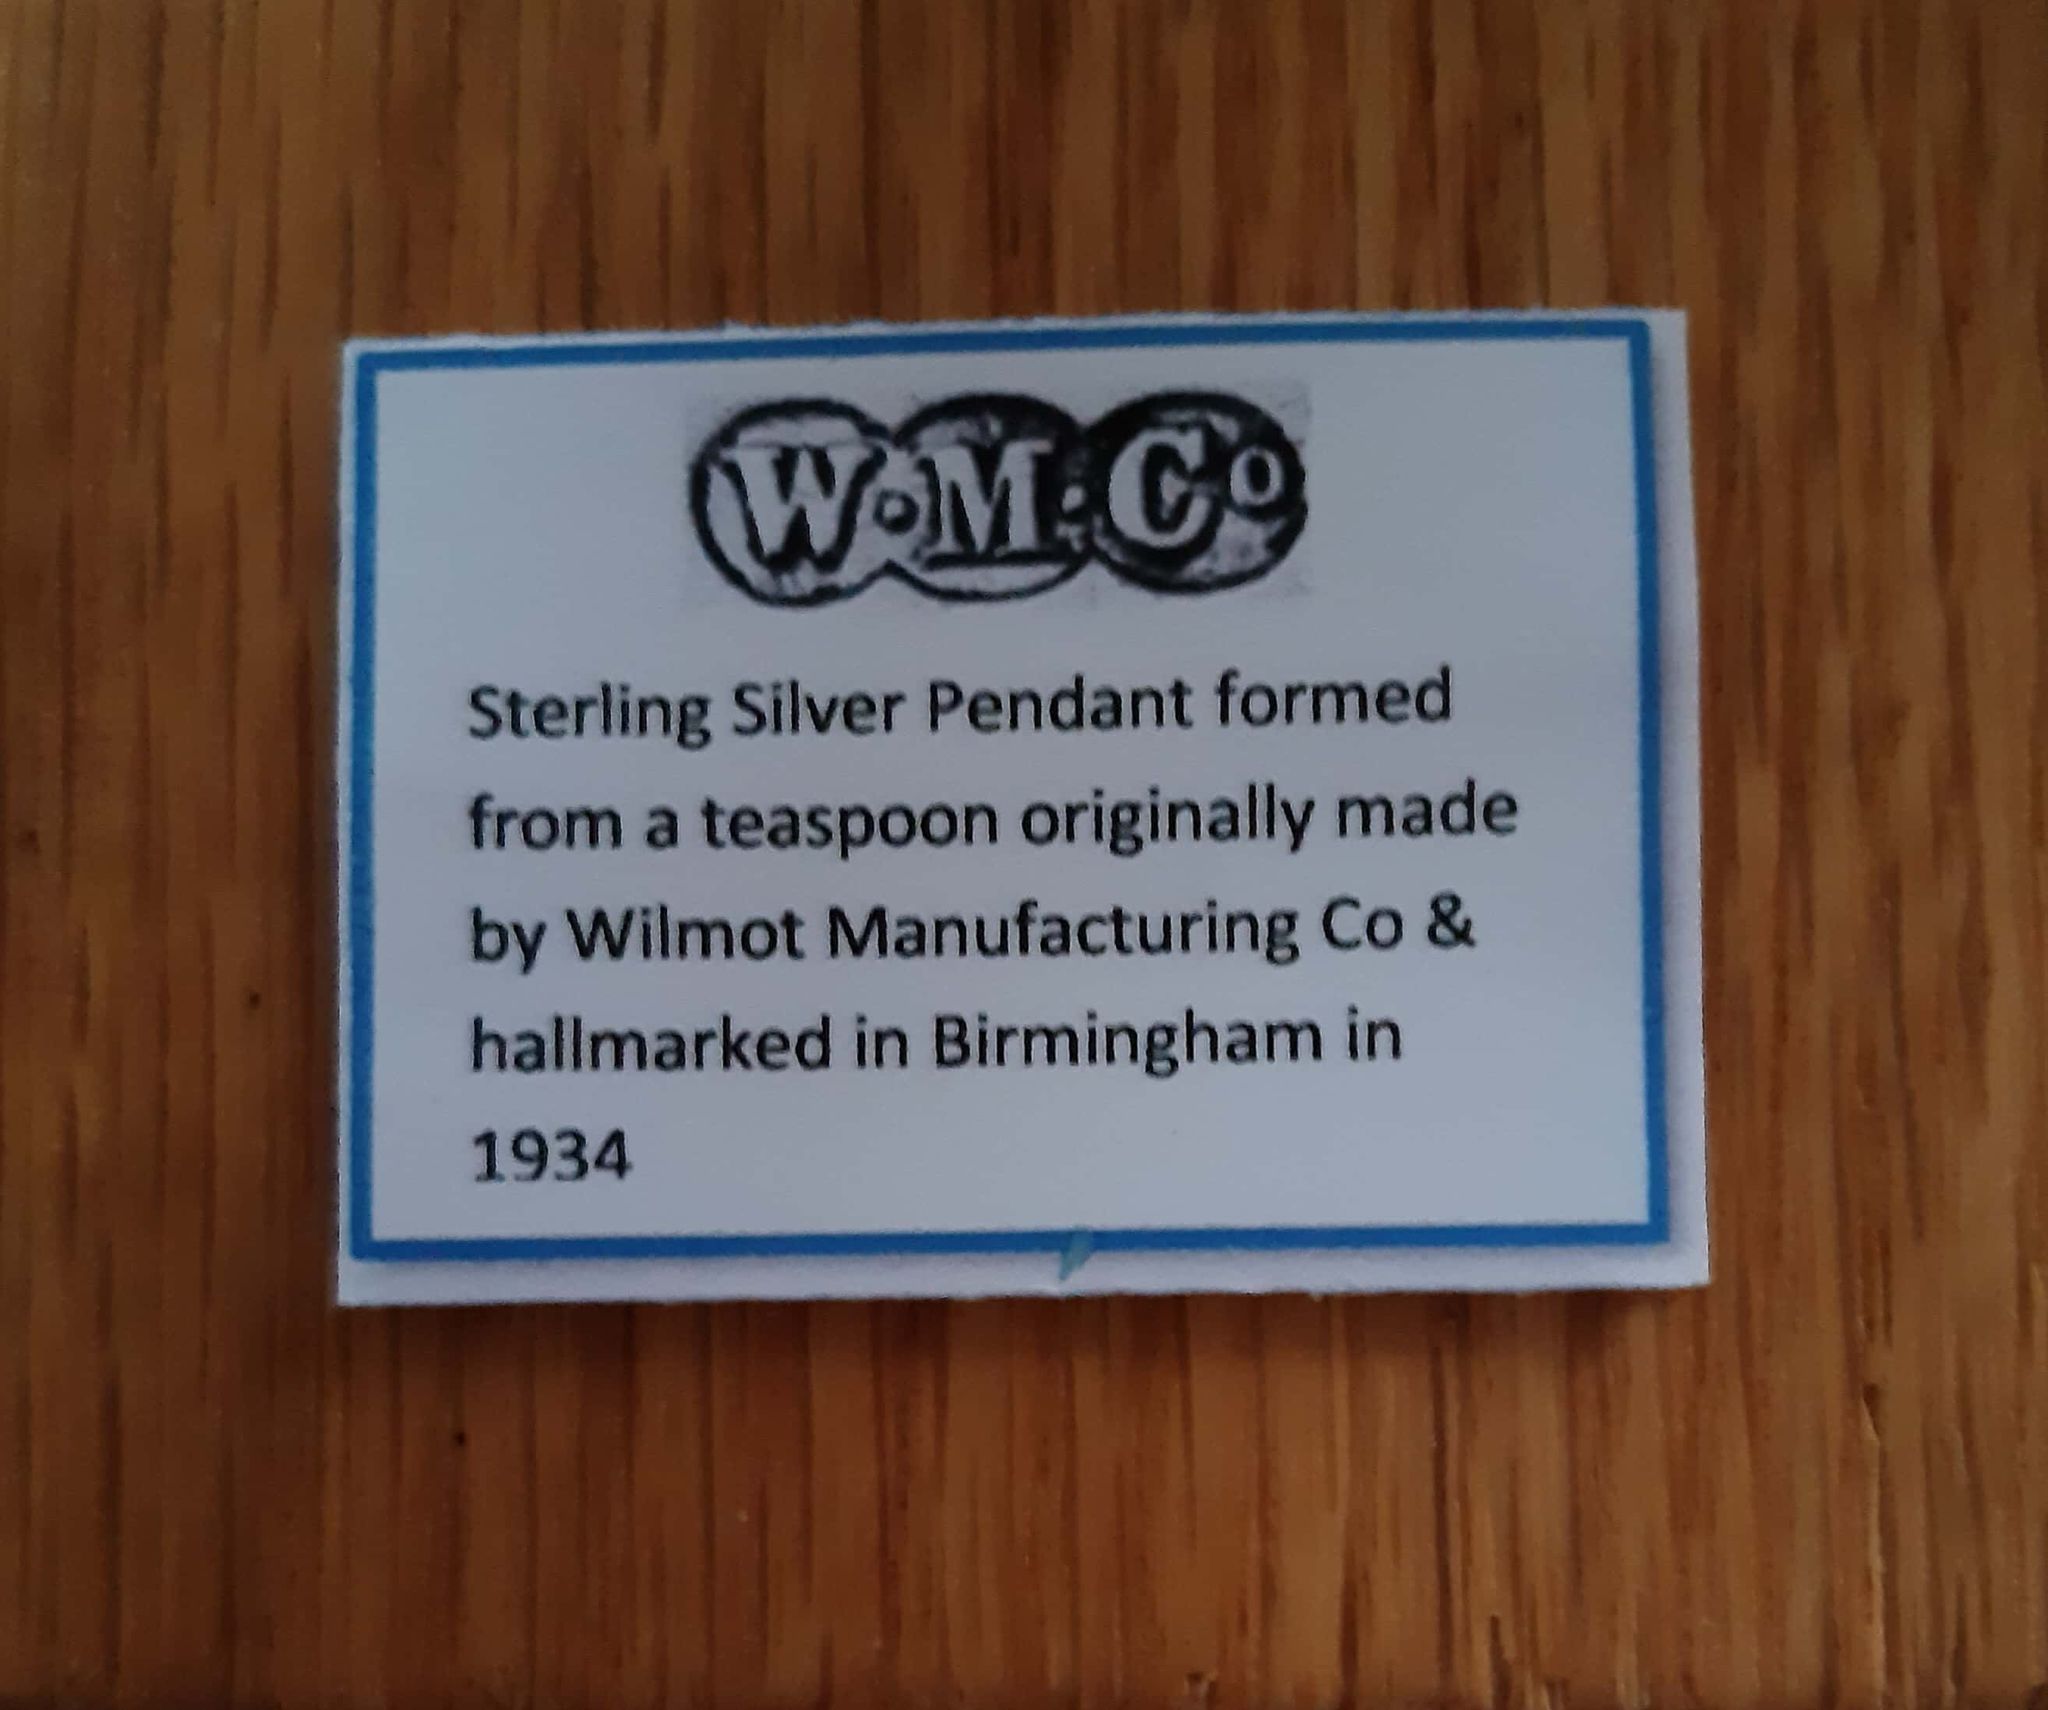 W·M·Co
Sterling Silver Pendant formed
from a teaspoon originally made
by Wilmot Manufacturing Co &
hallmarked in Birmingham in
1934